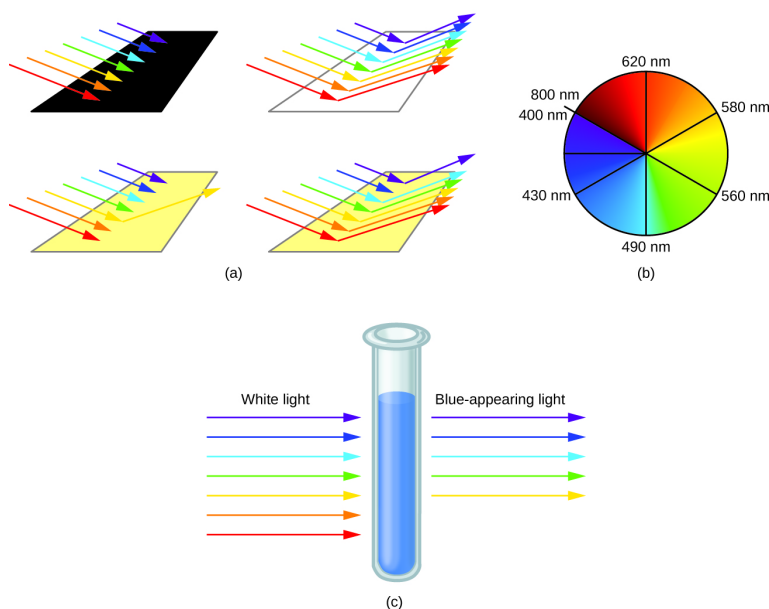 620 nm
800 nm
400 nm
580 nm
430 nm
560 nm
490 nm
(a)
(b)
White light
Blue-appearing light
(c)